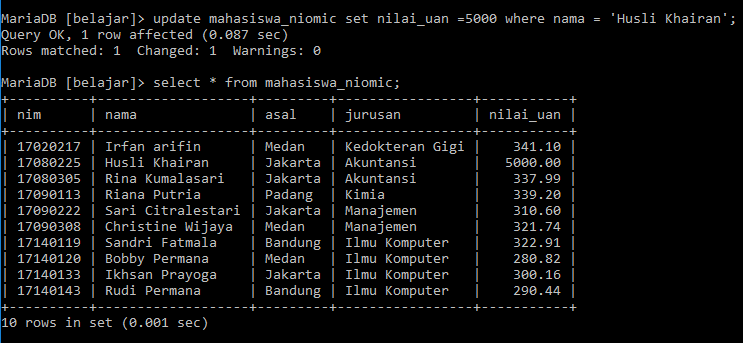 MariaDB [belajar]> update mahasiswa_niomic set nilai_uan =5000 where nama = 'Husli Khairan';
Query OK, 1 row affected (0.087 sec)
Rows matched: 1  Changed: 1  Warnings: 0

MariaDB [belajar]> select * from mahasiswa_niomic;
+----------+-------------------+---------+-----------------+-----------+
| nim      | nama              | asal    | jurusan         | nilai_uan |
+----------+-------------------+---------+-----------------+-----------+
| 17020217 | Irfan arifin      | Medan   | Kedokteran Gigi |    341.10 |
| 17080225 | Husli Khairan     | Jakarta | Akuntansi       |   5000.00 |
| 17080305 | Rina Kumalasari   | Jakarta | Akuntansi       |    337.99 |
| 17090113 | Riana Putria      | Padang  | Kimia           |    339.20 |
| 17090222 | Sari Citralestari | Jakarta | Manajemen       |    310.60 |
| 17090308 | Christine Wijaya  | Medan   | Manajemen       |    321.74 |
| 17140119 | Sandri Fatmala    | Bandung | Ilmu Komputer   |    322.91 |
| 17140120 | Bobby Permana     | Medan   | Ilmu Komputer   |    280.82 |
| 17140133 | Ikhsan Prayoga    | Jakarta | Ilmu Komputer   |    300.16 |
| 17140143 | Rudi Permana      | Bandung | Ilmu Komputer   |    290.44 |
+----------+-------------------+---------+-----------------+-----------+
10 rows in set (0.001 sec)